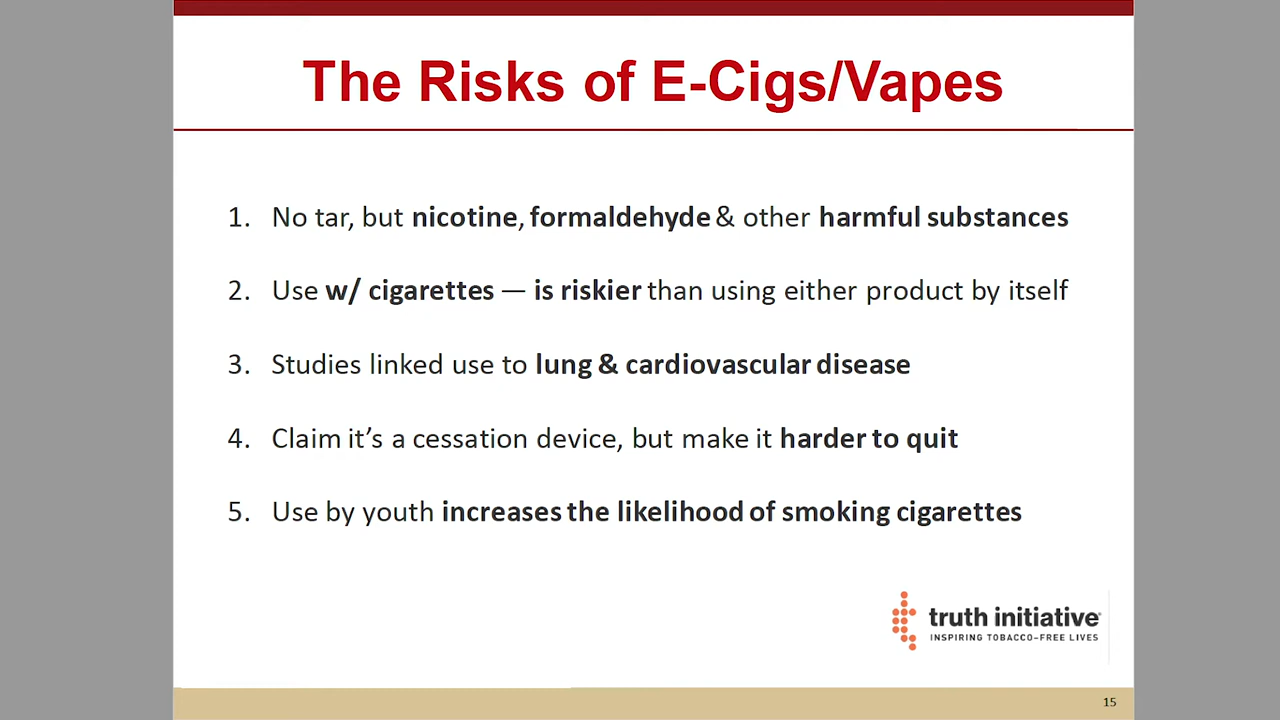 The Risks of E-Cigs/Vapes
1. No tar, but nicotine, formaldehyde & other harmful substances
2. Use w/ cigarettes — is riskier than using either product by itself
3. Studies linked use to lung & cardiovascular disease
4. Claim it’s a cessation device, but make it harder to quit
5. Use by youth increases the likelihood of smoking cigarettes
truth initiative
INSPIRING TOBACCO-FREE LIVES
15